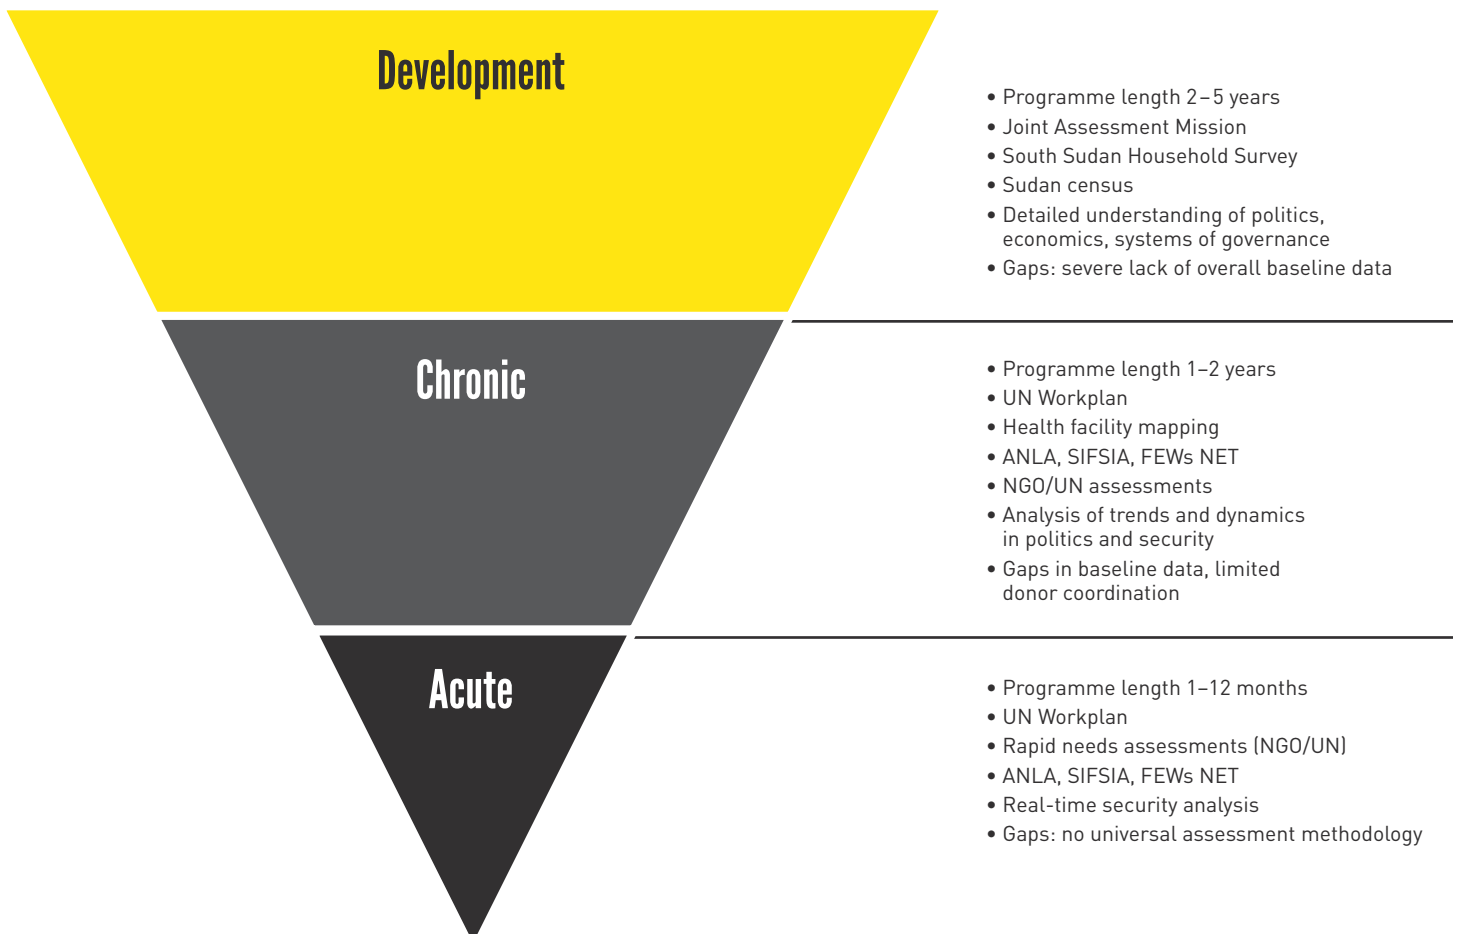 Development
• Programme length 2–5 years
• Joint Assessment Mission
• South Sudan Household Survey
• Sudan census
• Detailed understanding of politics,
economics, systems of governance
• Gaps: severe lack of overall baseline data
Chronic
• Programme length 1–2 years
• UN Workplan
• Health facility mapping
• ANLA, SIFSIA, FEWs NET
• NGO/UN assessments
• Analysis of trends and dynamics
in politics and security
• Gaps in baseline data, limited
donor coordination
Acute
• Programme length 1–12 months
• UN Workplan
• Rapid needs assessments (NGO/UN)
• ANLA, SIFSIA, FEWs NET
• Real-time security analysis
• Gaps: no universal assessment methodology